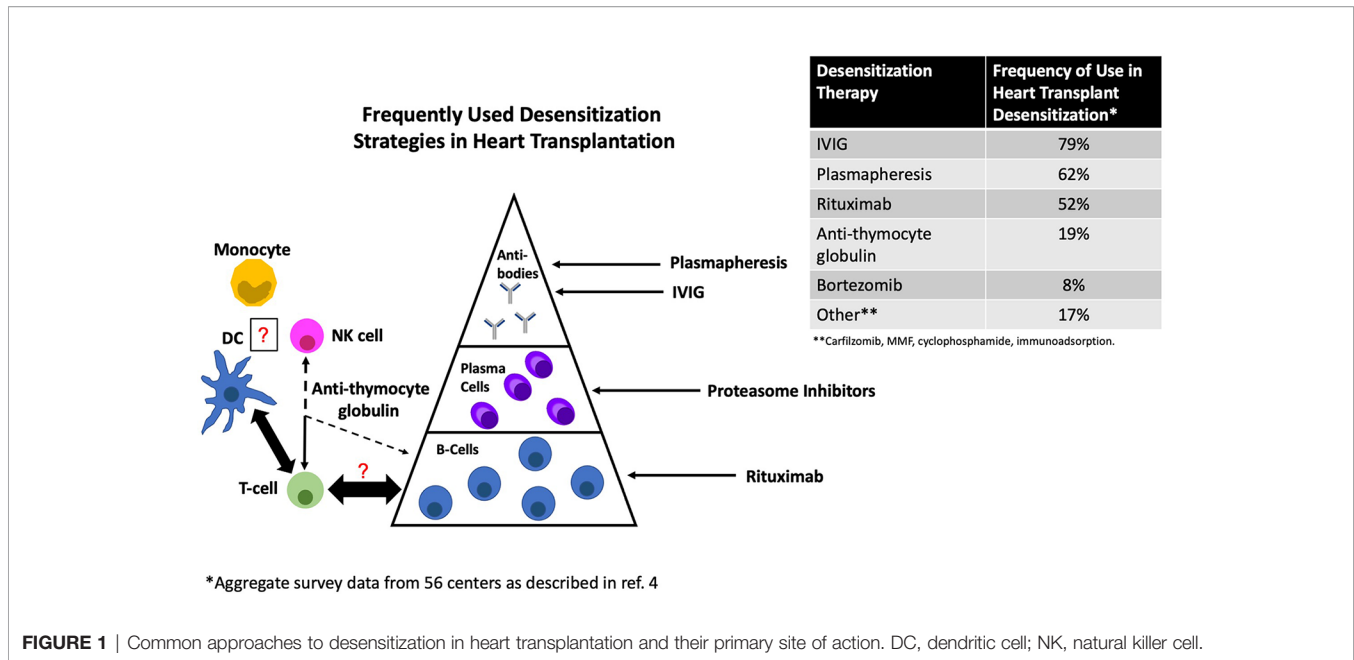 Frequently Used Desensitization
Strategies in Heart Transplantation
Monocyte
DC
?
NK cell
Anti-thymocyte
globulin
T-cell
?
Anti-
bodies
Plasma
Cells
B-Cells
Plasmapheresis
IVIG
Proteasome Inhibitors
Rituximab
Desensitization
Therapy
Frequency of Use in
Heart Transplant
Desensitization*
IVIG 79%
Plasmapheresis 62%
Rituximab 52%
Anti-thymocyte 19%
globulin
Bortezomib 8%
Other** 17%
**Carfilzomib, MMF, cyclophosphamide, immunoadsorption.
*Aggregate survey data from 56 centers as described in ref. 4
FIGURE 1 | Common approaches to desensitization in heart transplantation and their primary site of action. DC, dendritic cell; NK, natural killer cell.